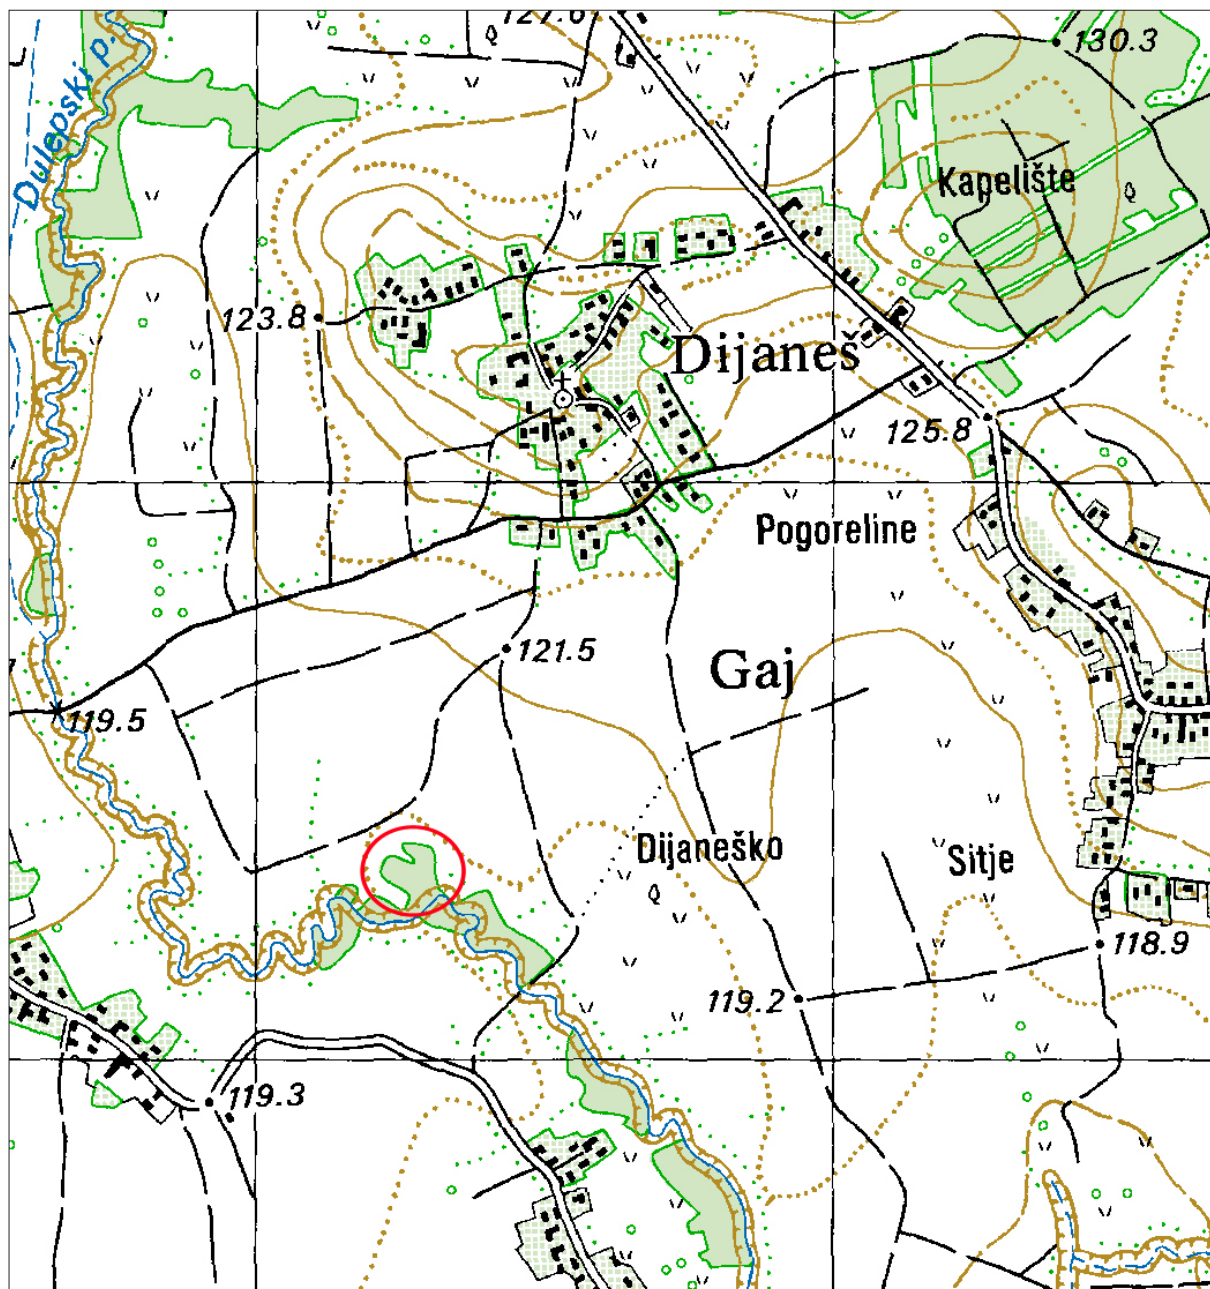 127.6
130.3
Dulepski p.
Kapelište
123.8
Dijaneš
125.8
Pogoreline
121.5
Gaj
119.5
Dijaneško
Sitje
118.9
119.2
119.3